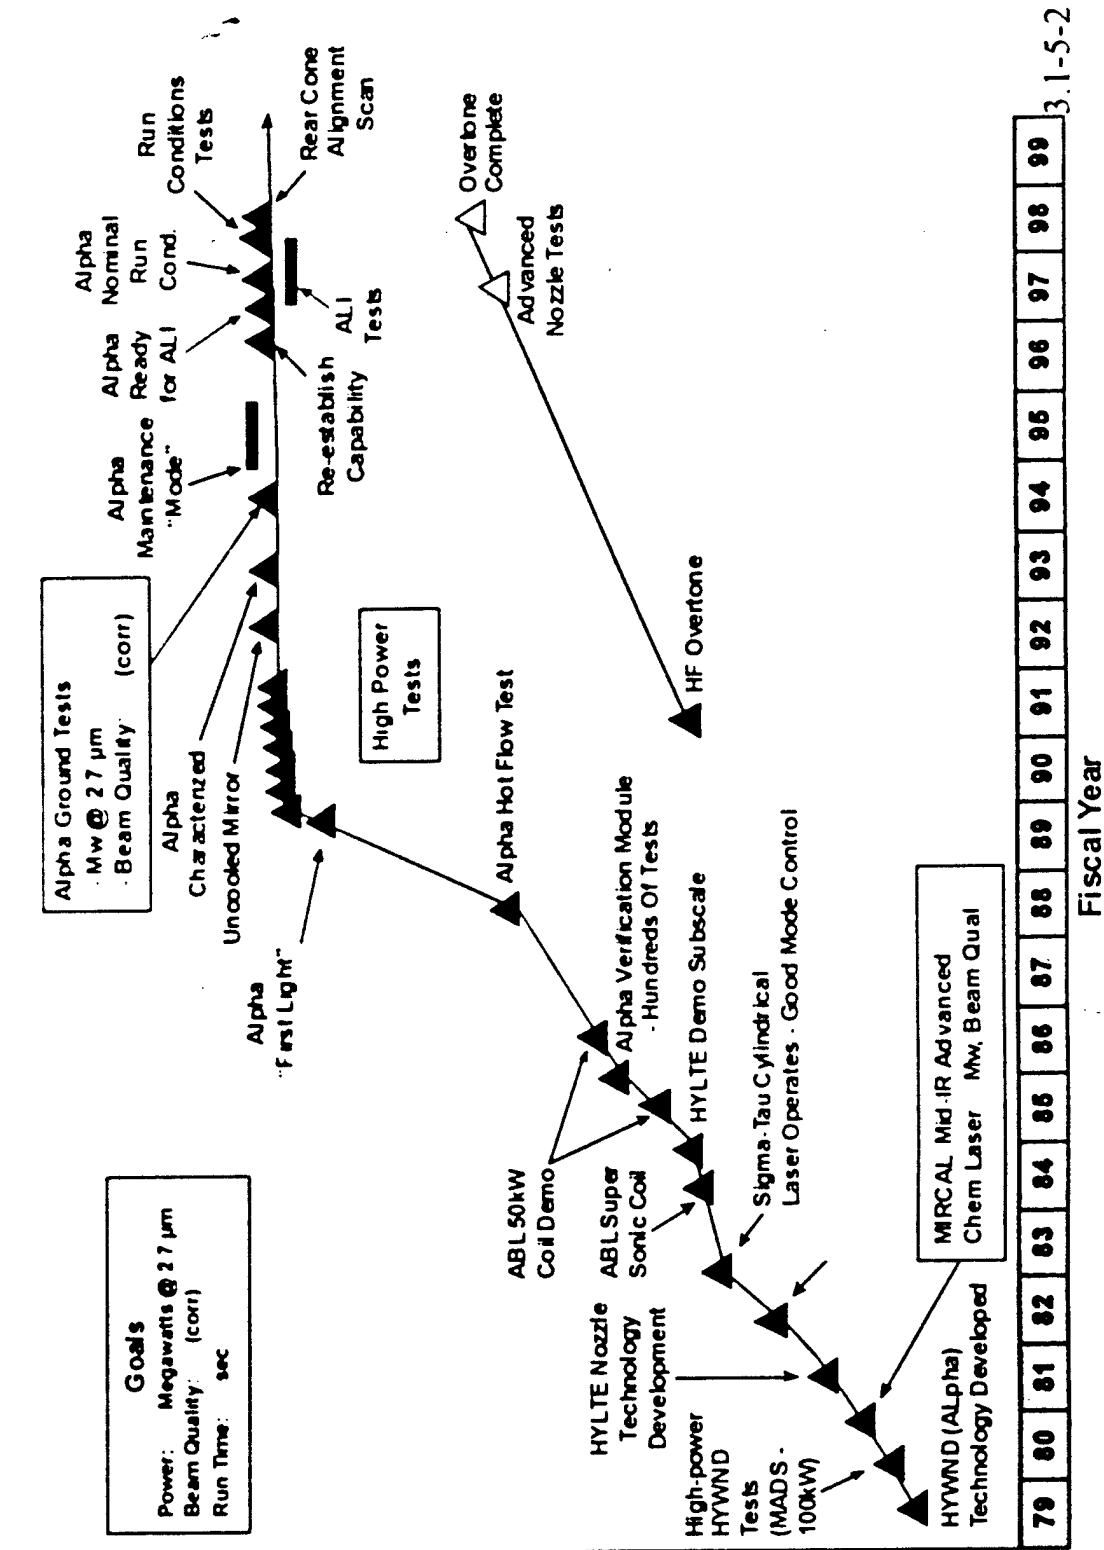 Goals
Power: Megawatts @ 2 7 µm
Beam Quality: (corr)
Run Time: sec
Alpha Ground Tests
- Mw @ 2 7 µm
- Beam Quality (corr)
Alpha
Characterized
Uncooled Mirror
Alpha
"First Light"
Alpha
Maintenance
"Mode"
Alpha
Ready
for ALI
Alpha
Nominal
Run
Cond.
Run
Conditions
Tests
Rear Cone
Alignment
Scan
ALI
Tests
Re-establish
Capability
High Power
Tests
Overtone
Complete
Advanced
Nozzle Tests
HF Overtone
Alpha Hot Flow Test
Alpha Verification Module
- Hundreds Of Tests
HYLTE Demo Subscale
Sigma-Tau Cylindrical
Laser Operates - Good Mode Control
ABL 50kW
Coil Demo
ABL Super
Sonic Coil
HYLTE Nozzle
Technology
Development
High-power
HYWND
Tests
(MADS -
100kW)
HYWND (ALpha)
Technology Developed
MIRCAL Mid-IR Advanced
Chem Laser Mw, Beam Qual
79 80 81 82 83 84 85 86 87 88 89 90 91 92 93 94 95 96 97 98 99
Fiscal Year
3.1-5-2